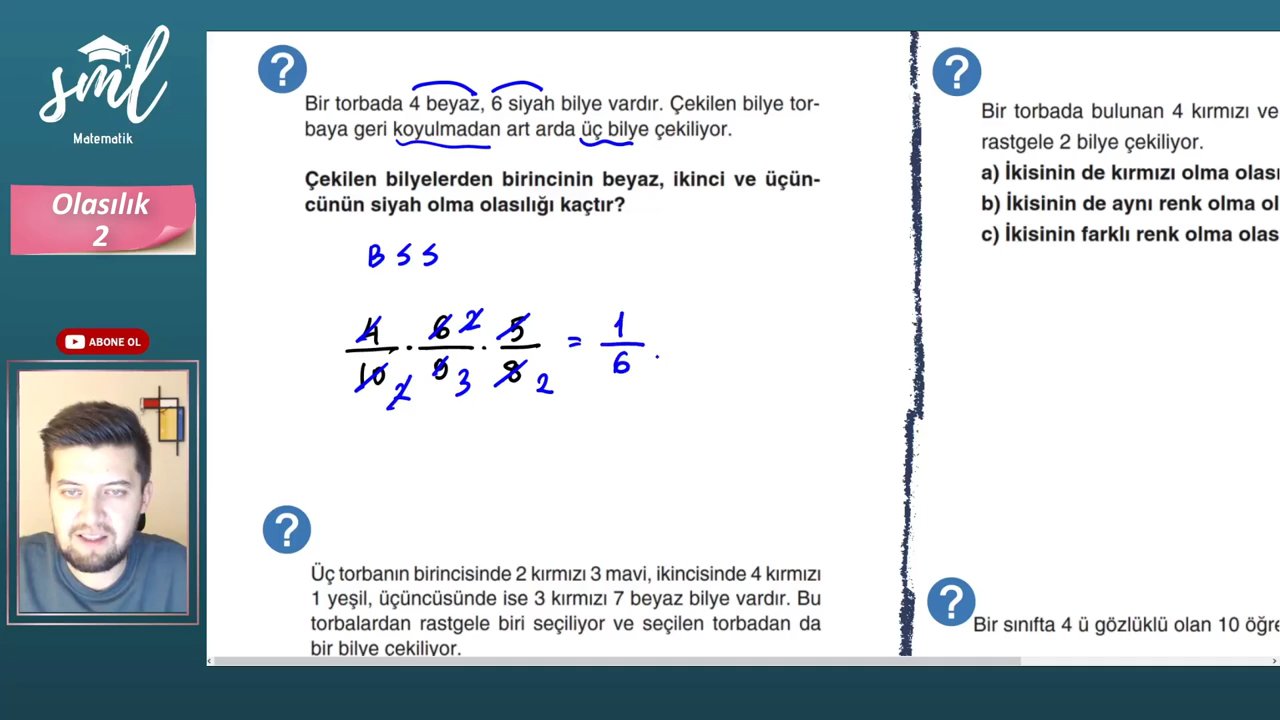 sml
Matematik
Olasılık
2
ABONE OL
Bir torbada 4 beyaz, 6 siyah bilye vardır. Çekilen bilye tor-
baya geri koyulmadan art arda üç bilye çekiliyor.
Çekilen bilyelerden birincinin beyaz, ikinci ve üçün-
cünün siyah olma olasılığı kaçtır?
B S S
4/10 2 · 6 2/9 3 · 5/8 2 = 1/6
Üç torbanın birincisinde 2 kırmızı 3 mavi, ikincisinde 4 kırmızı
1 yeşil, üçüncüsünde ise 3 kırmızı 7 beyaz bilye vardır. Bu
torbalardan rastgele biri seçiliyor ve seçilen torbadan da
bir bilye çekiliyor.
Bir torbada bulunan 4 kırmızı ve
rastgele 2 bilye çekiliyor.
a) İkisinin de kırmızı olma olası
b) İkisinin de aynı renk olma ol
c) İkisinin farklı renk olma olas
Bir sınıfta 4 ü gözlüklü olan 10 öğre